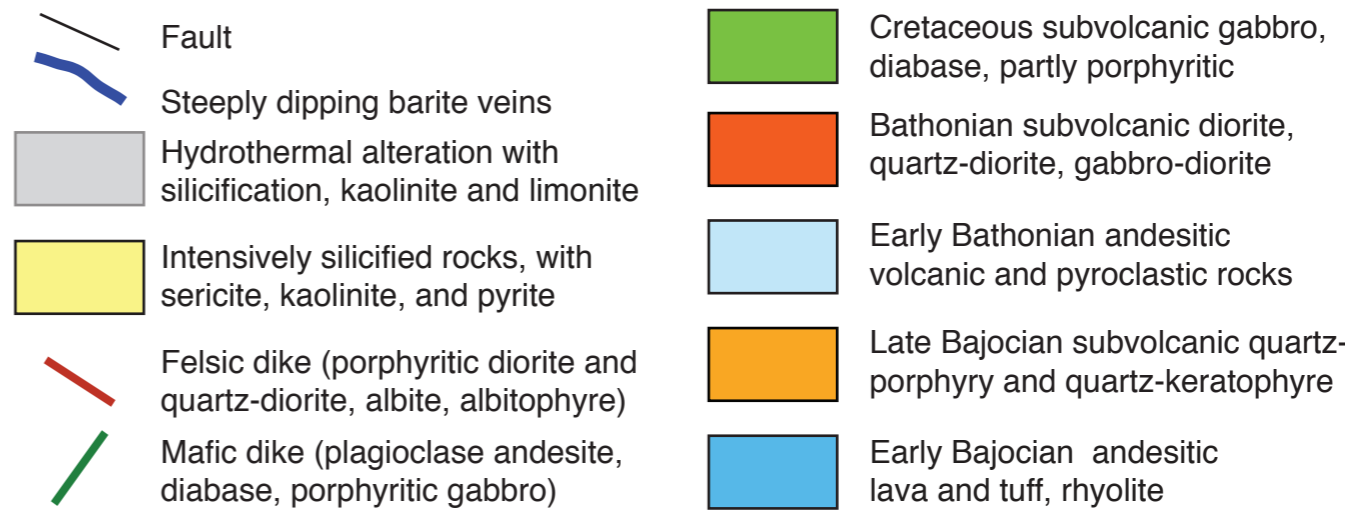 Fault
Steeply dipping barite veins
Hydrothermal alteration with
silicification, kaolinite and limonite
Intensively silicified rocks, with
sericite, kaolinite, and pyrite
Felsic dike (porphyritic diorite and
quartz-diorite, albite, albitophyre)
Mafic dike (plagioclase andesite,
diabase, porphyritic gabbro)
Cretaceous subvolcanic gabbro,
diabase, partly porphyritic
Bathonian subvolcanic diorite,
quartz-diorite, gabbro-diorite
Early Bathonian andesitic
volcanic and pyroclastic rocks
Late Bajocian subvolcanic quartz-
porphyry and quartz-keratophyre
Early Bajocian andesitic
lava and tuff, rhyolite